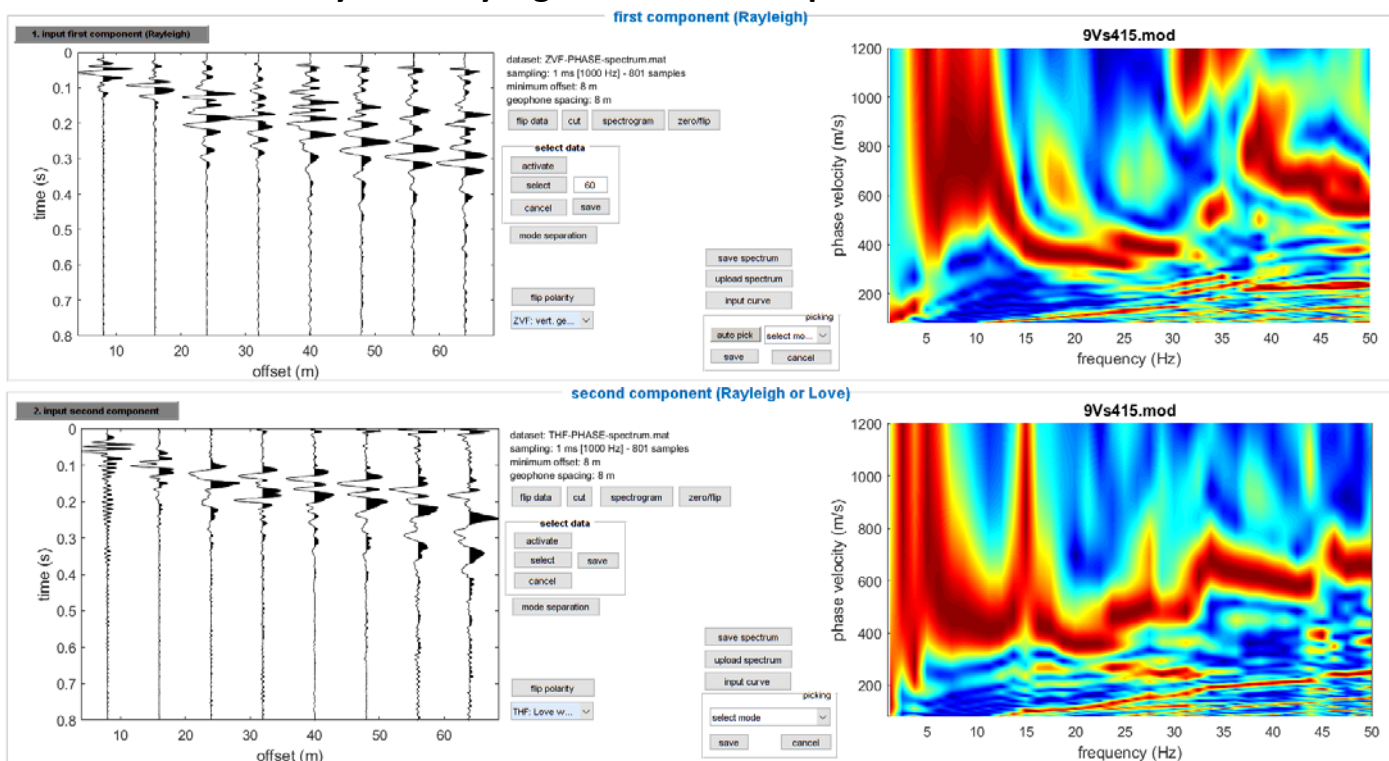 first component (Rayleigh)
1. input first component (Rayleigh)
0
0.1
0.2
0.3
0.4
0.5
0.6
0.7
0.8
time (s)
10 20 30 40 50 60
offset (m)
dataset: ZVF-PHASE-spectrum.mat
sampling: 1 ms [1000 Hz] - 801 samples
minimum offset: 8 m
geophone spacing: 8 m
flip data cut spectrogram zero/flip
select data
activate
select 60
cancel save
mode separation
flip polarity
ZVF: vert. ge...
save spectrum
upload spectrum
input curve
picking
auto pick select mo...
save cancel
9Vs415.mod
1200
1000
800
600
400
200
phase velocity (m/s)
5 10 15 20 25 30 35 40 45 50
frequency (Hz)
second component (Rayleigh or Love)
2. input second component
0
0.1
0.2
0.3
0.4
0.5
0.6
0.7
0.8
time (s)
10 20 30 40 50 60
offset (m)
dataset: THF-PHASE-spectrum.mat
sampling: 1 ms [1000 Hz] - 801 samples
minimum offset: 8 m
geophone spacing: 8 m
flip data cut spectrogram zero/flip
select data
activate
select save
cancel
mode separation
flip polarity
THF: Love w...
save spectrum
upload spectrum
input curve
picking
select mode
save cancel
9Vs415.mod
1200
1000
800
600
400
200
phase velocity (m/s)
5 10 15 20 25 30 35 40 45 50
frequency (Hz)